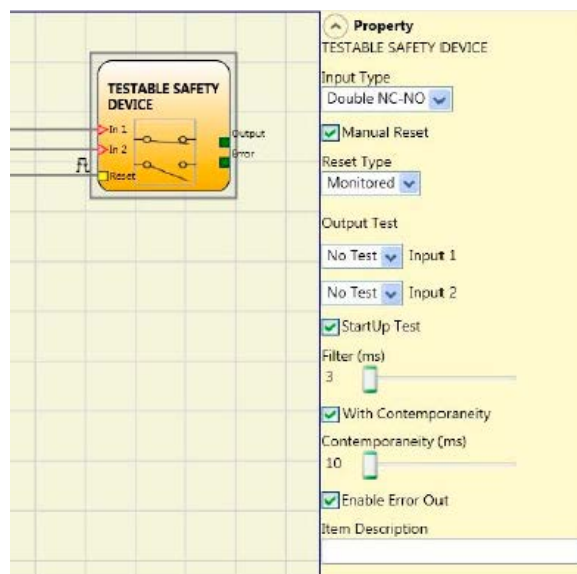 TESTABLE SAFETY
DEVICE
In 1
In 2
Reset
Output
Error
Property
TESTABLE SAFETY DEVICE
Input Type
Double NC-NO
Manual Reset
Reset Type
Monitored
Output Test
No Test Input 1
No Test Input 2
StartUp Test
Filter (ms)
3
With Contemporaneity
Contemporaneity (ms)
10
Enable Error Out
Item Description